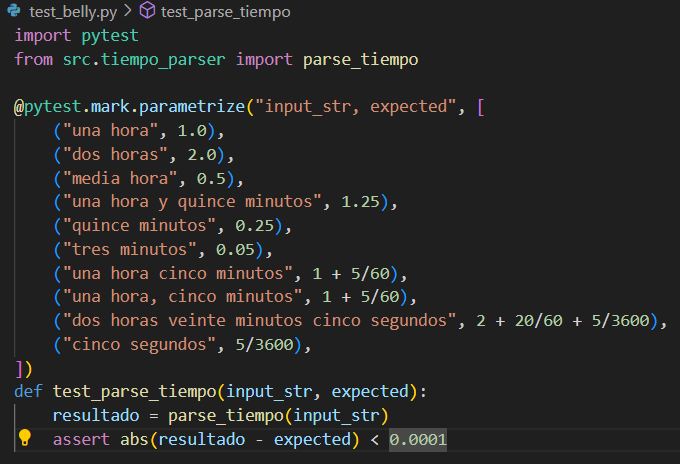 test_belly.py > test_parse_tiempo
import pytest
from src.tiempo_parser import parse_tiempo
@pytest.mark.parametrize("input_str, expected", [
    ("una hora", 1.0),
    ("dos horas", 2.0),
    ("media hora", 0.5),
    ("una hora y quince minutos", 1.25),
    ("quince minutos", 0.25),
    ("tres minutos", 0.05),
    ("una hora cinco minutos", 1 + 5/60),
    ("una hora, cinco minutos", 1 + 5/60),
    ("dos horas veinte minutos cinco segundos", 2 + 20/60 + 5/3600),
    ("cinco segundos", 5/3600),
])
def test_parse_tiempo(input_str, expected):
    resultado = parse_tiempo(input_str)
    assert abs(resultado - expected) < 0.0001